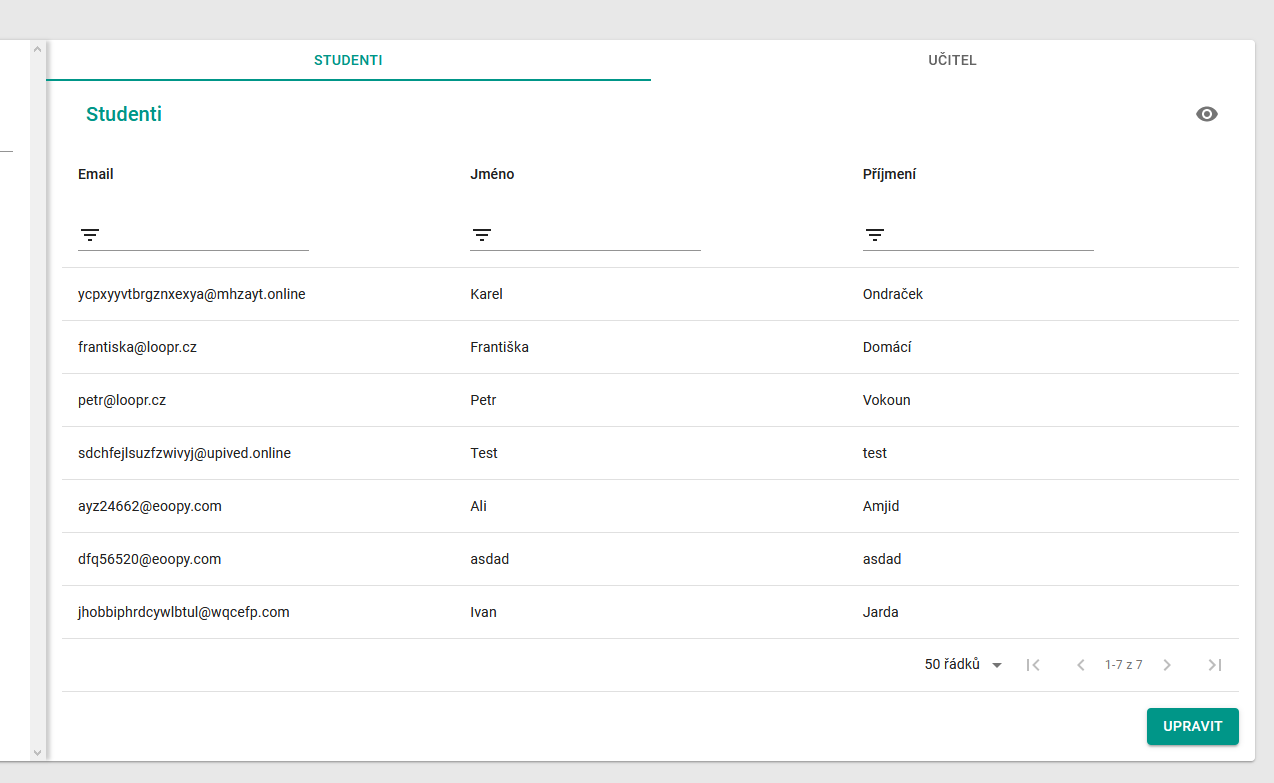 STUDENTI UČITEL
Studenti
Email Jméno Příjmení
ycpxyyvtbrgznxexya@mhzayt.online Karel Ondraček
frantiska@loopr.cz Františka Domácí
petr@loopr.cz Petr Vokoun
sdchfejlsuzfzwivyj@upived.online Test test
ayz24662@eoopy.com Ali Amjid
dfq56520@eoopy.com asdad asdad
jhobbiphrdcywlbtul@wqcefp.com Ivan Jarda
50 řádků 1-7 z 7
UPRAVIT